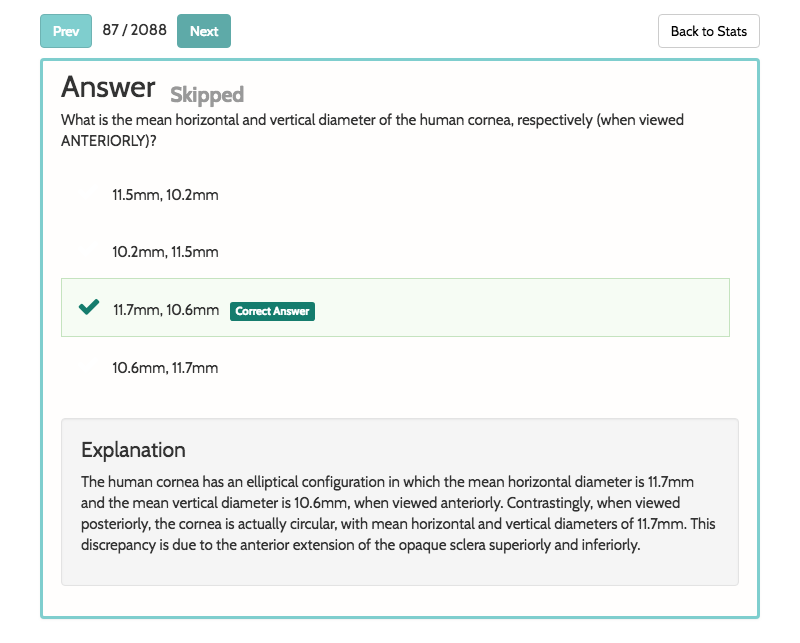 Prev 87 / 2088 Next Back to Stats
Answer Skipped
What is the mean horizontal and vertical diameter of the human cornea, respectively (when viewed
ANTERIORLY)?
11.5mm, 10.2mm
10.2mm, 11.5mm
11.7mm, 10.6mm Correct Answer
10.6mm, 11.7mm
Explanation
The human cornea has an elliptical configuration in which the mean horizontal diameter is 11.7mm
and the mean vertical diameter is 10.6mm, when viewed anteriorly. Contrastingly, when viewed
posteriorly, the cornea is actually circular, with mean horizontal and vertical diameters of 11.7mm. This
discrepancy is due to the anterior extension of the opaque sclera superiorly and inferiorly.